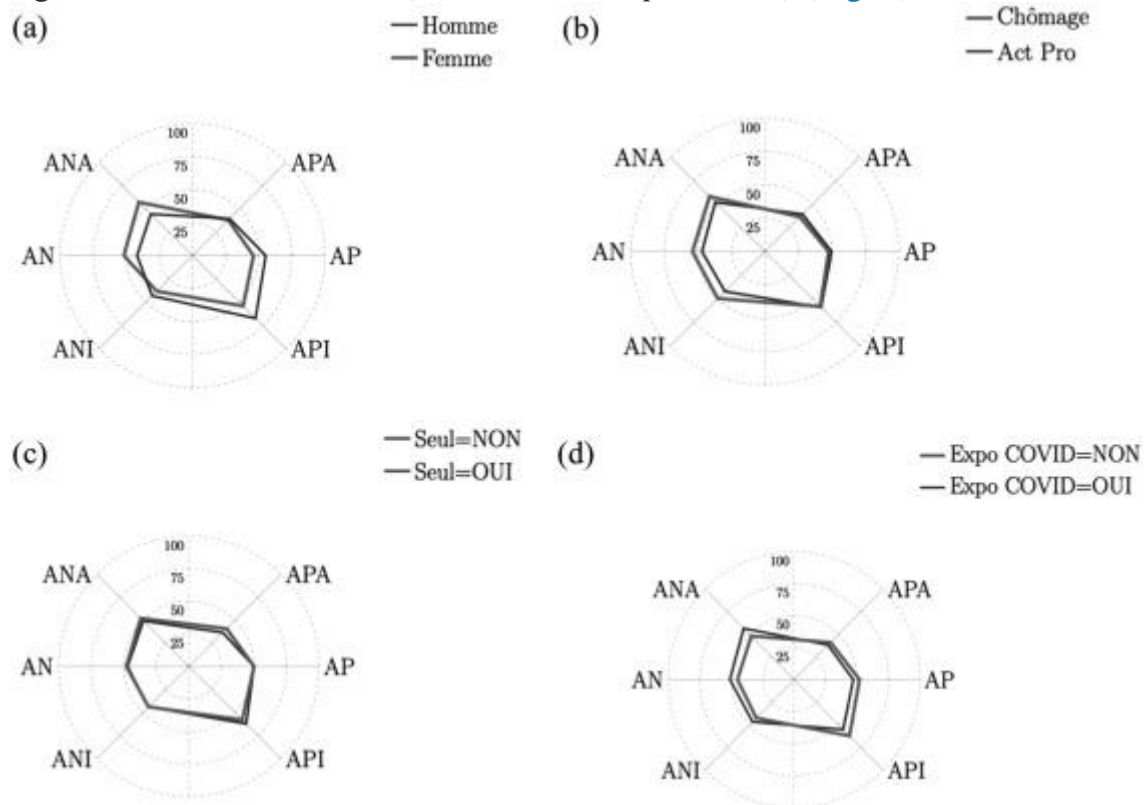 (a)
Homme
Femme
100
75
50
25
ANA
APA
AN
AP
ANI
API
(b)
Chômage
Act Pro
100
75
50
25
ANA
APA
AN
AP
ANI
API
(c)
Seul=NON
Seul=OUI
100
75
50
25
ANA
APA
AN
AP
ANI
API
(d)
Expo COVID=NON
Expo COVID=OUI
100
75
50
25
ANA
APA
AN
AP
ANI
API